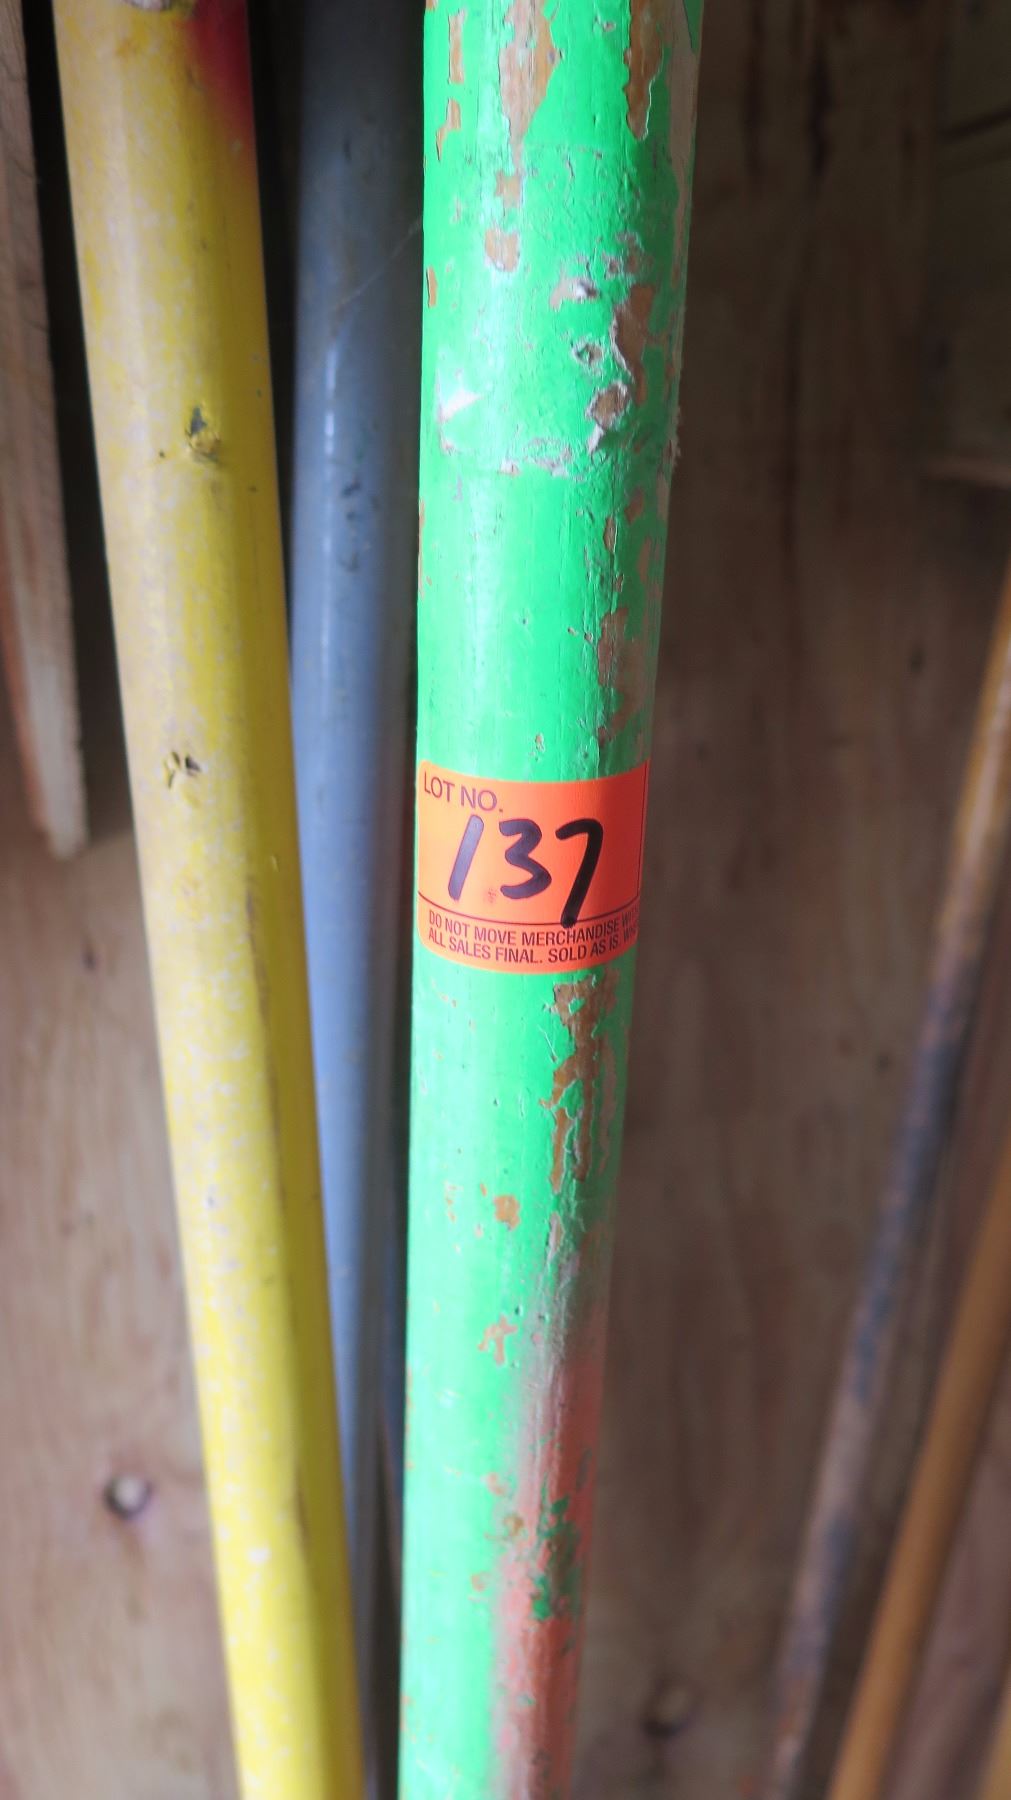 LOT NO.
137
DO NOT MOVE MERCHANDISE
ALL SALES FINAL. SOLD AS IS.